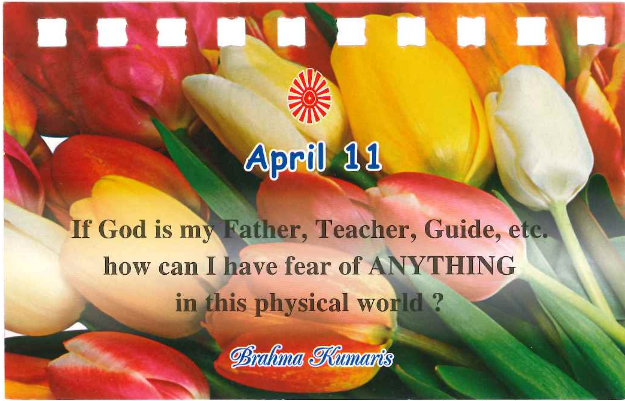 April 11
If God is my Father, Teacher, Guide, etc.
how can I have fear of ANYTHING
in this physical world ?
Brahma Kumaris